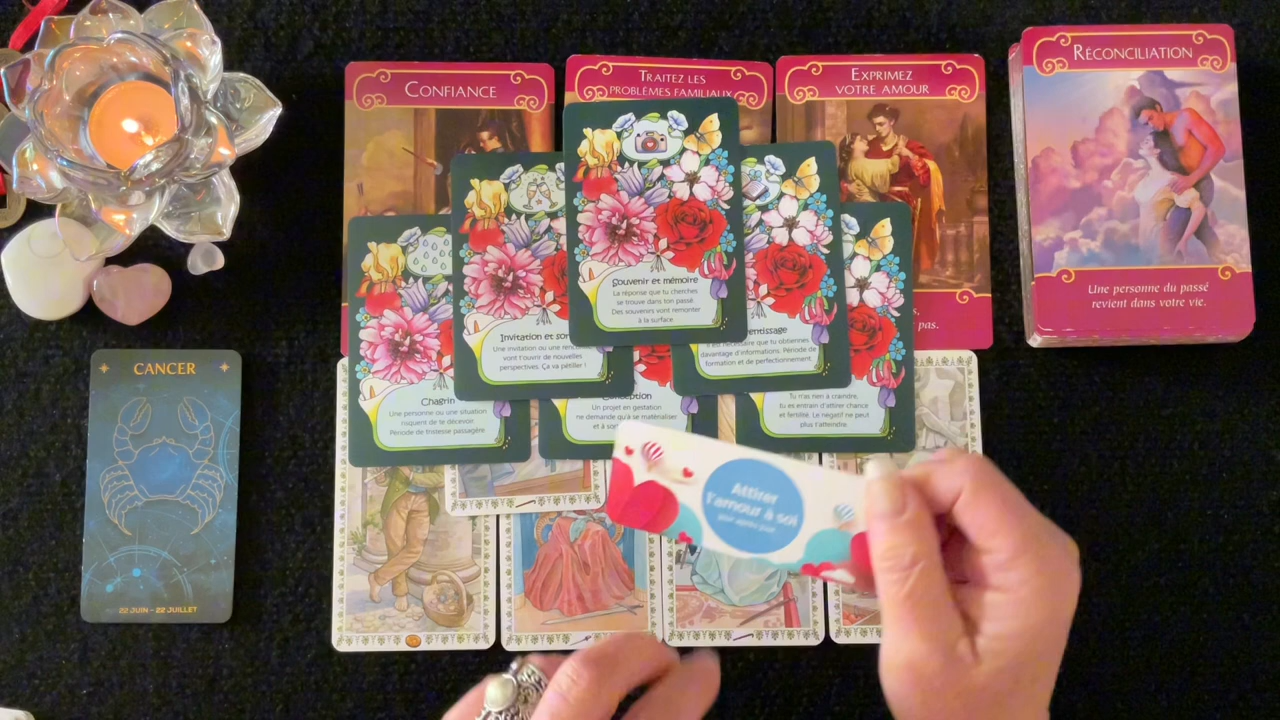 CONFIANCE
TRAITEZ LES
PROBLÈMES FAMILIAUX
EXPRIMEZ
VOTRE AMOUR
pas.
RÉCONCILIATION
Une personne du passé
revient dans votre vie.
Souvenir et mémoire
La réponse que tu cherches
se trouve dans ton passé.
Des souvenirs vont remonter
à la surface.
Invitation et
Une invitation ou une
vont t'ouvrir de nouvelles
perspectives. Ça va pétiller !
il est nécessaire que tu obtiennes
davantage d'informations. Période de
formation et de perfectionnement.
Chagrin
Une personne ou une situation
risquent de te décevoir
Période de tristesse passagère
Un projet en gestation
ne demande qu'à se matérialiser
et à
Tu n'as rien à craindre,
tu es entrain d'attirer chance
et fertilité. Le négatif ne peut
plus t'atteindre.
CANCER
22 JUIN - 22 JUILLET
Attirer
l'amour à soi
jour après jour